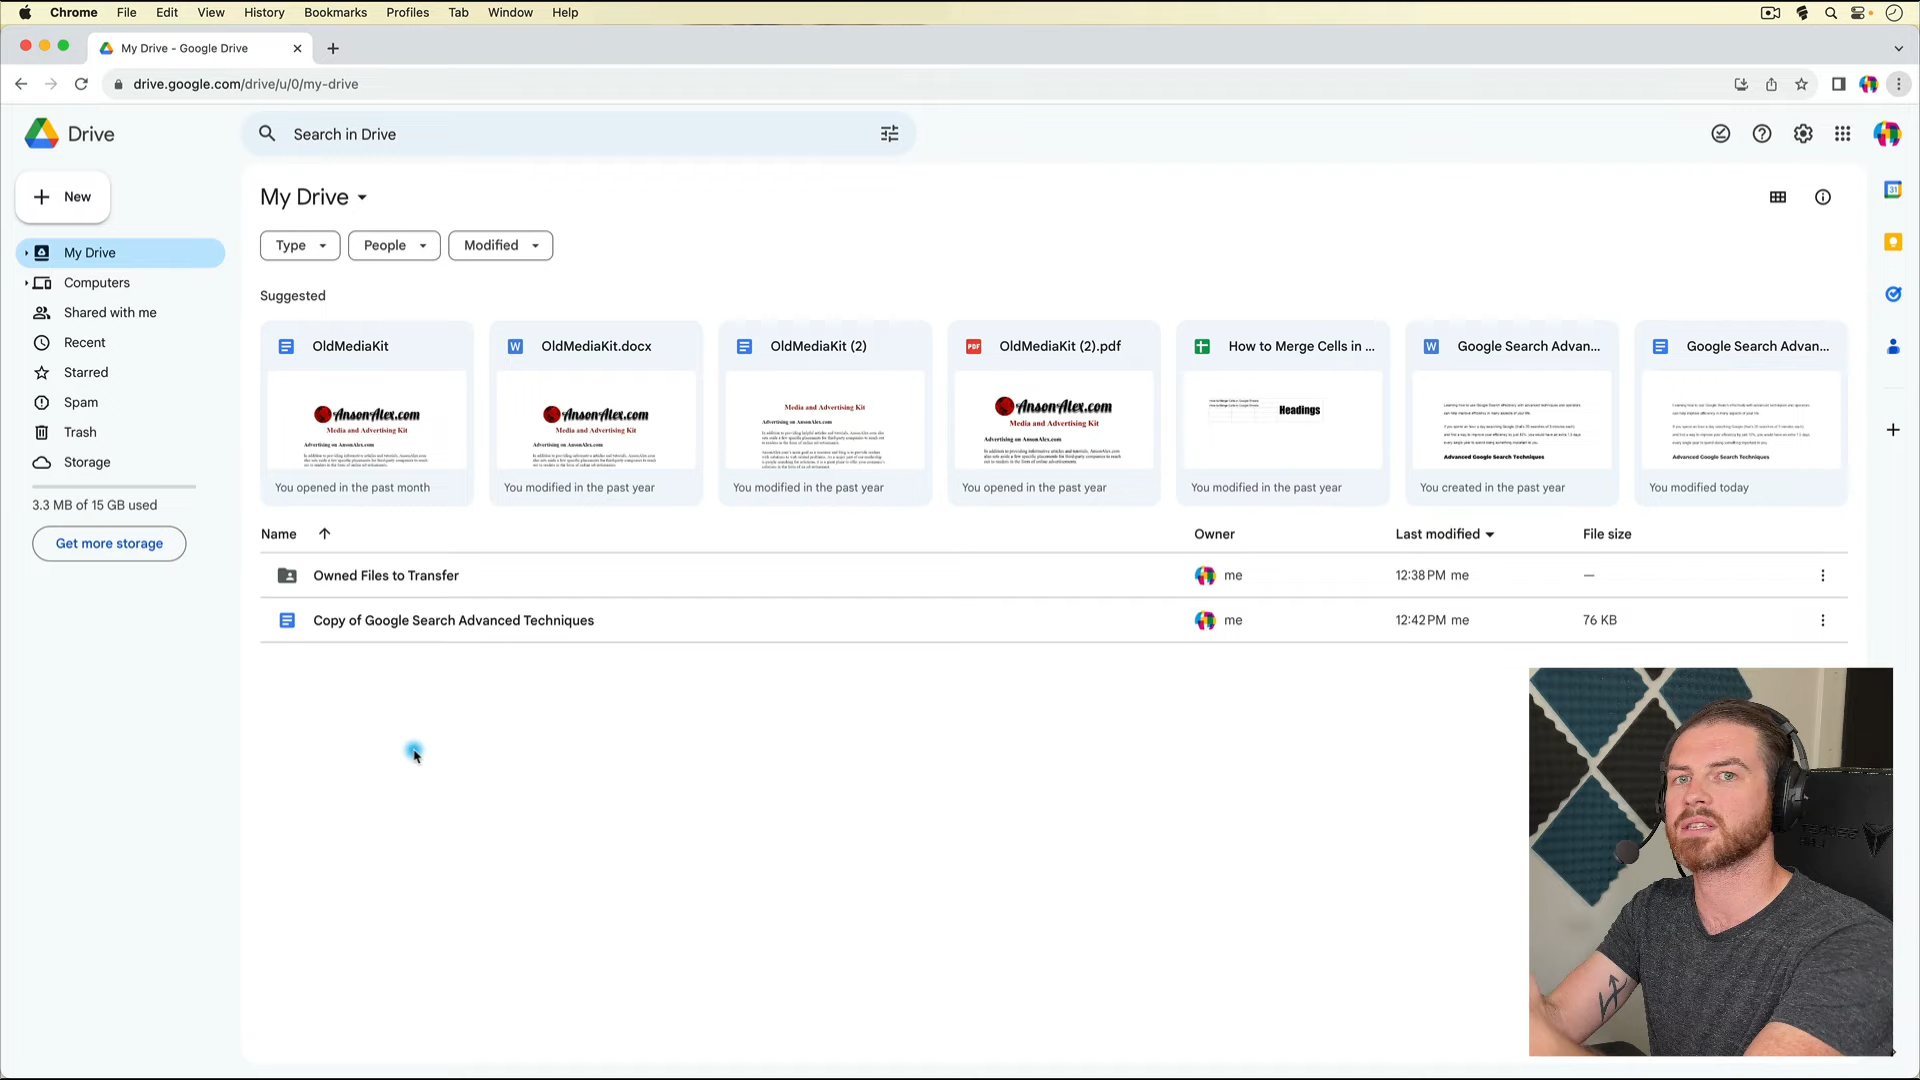 Chrome File Edit View History Bookmarks Profiles Tab Window Help
My Drive - Google Drive
drive.google.com/drive/u/0/my-drive
Drive
Search in Drive
31
New
My Drive
Type People Modified
My Drive
Computers
Shared with me
Recent
Starred
Spam
Trash
Storage
3.3 MB of 15 GB used
Get more storage
Suggested
OldMediaKit
AnsonAlex.com
Media and Advertising Kit
Advertising on AnsonAlex.com
You opened in the past month
W OldMediaKit.docx
AnsonAlex.com
Media and Advertising Kit
Advertising on AnsonAlex.com
You modified in the past year
OldMediaKit (2)
Media and Advertising Kit
Advertising on AnsonAlex.com
You modified in the past year
PDF OldMediaKit (2).pdf
AnsonAlex.com
Media and Advertising Kit
Advertising on AnsonAlex.com
You opened in the past year
How to Merge Cells in ...
Headings
You modified in the past year
W Google Search Advan...
Advanced Google Search Techniques
You created in the past year
Google Search Advan...
Advanced Google Search Techniques
You modified today
Name Owner Last modified File size
Owned Files to Transfer me 12:38 PM me —
Copy of Google Search Advanced Techniques me 12:42 PM me 76 KB